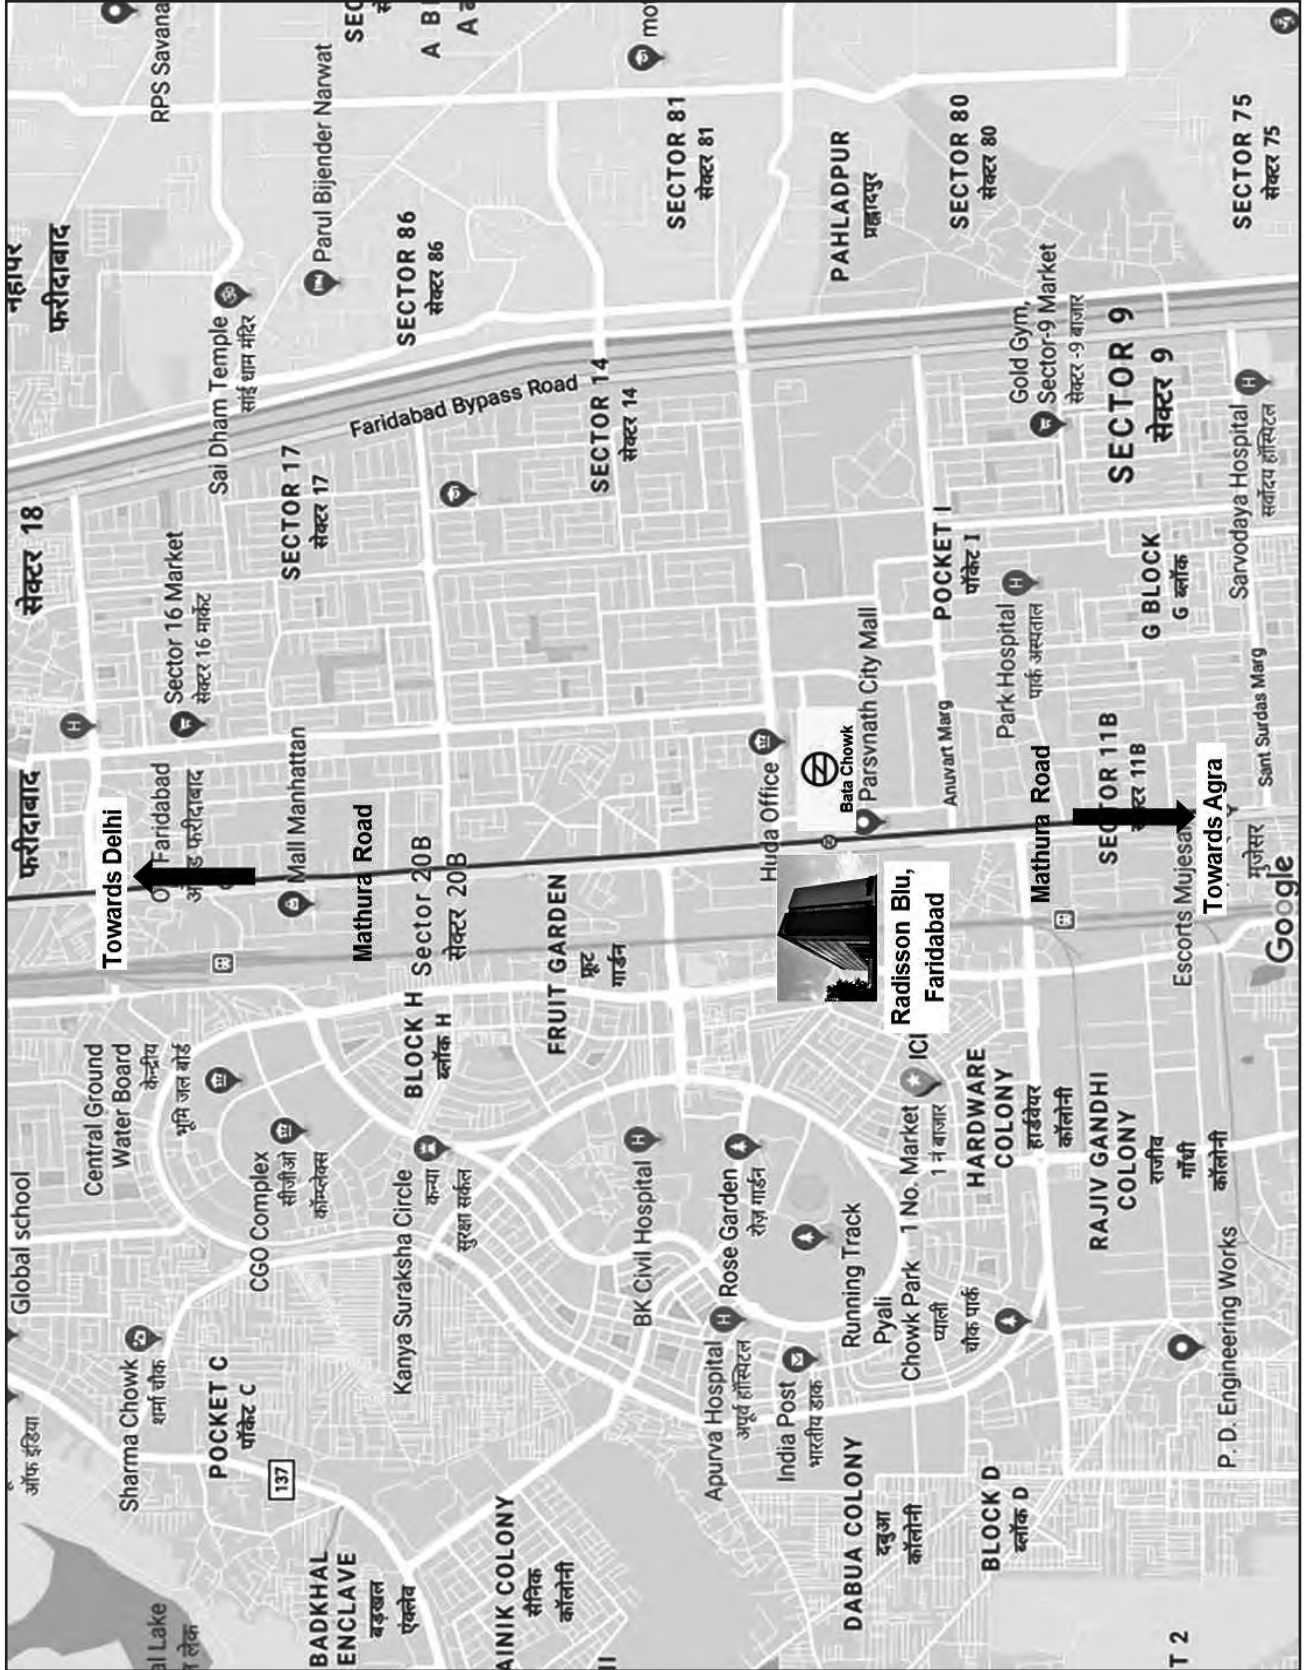 ऑफ इंडिया
Global school
फरीदाबाद
सेक्टर 18
फरीदाबाद
Sharma Chowk
शर्मा चौक
Central Ground
Water Board
केन्द्रीय
भूमि जल बोर्ड
Towards Delhi
Faridabad
Sector 16 Market
सेक्टर 16 मार्केट
RPS Savana
POCKET C
पॉकेट C
Sai Dham Temple
साईं धाम मंदिर
137
CGO Complex
सीजीओ
कॉम्प्लेक्स
Mall Manhattan
SECTOR 17
सेक्टर 17
Parul Bijender Narwat
BADKHAL
ENCLAVE
बड़खल
एंक्लेव
Mathura Road
Faridabad Bypass Road
Kanya Suraksha Circle
कन्या
सुरक्षा सर्कल
BLOCK H
ब्लॉक H
Sector 20B
सेक्टर 20B
SECTOR 86
सेक्टर 86
AINIK COLONY
सैनिक
कॉलोनी
FRUIT GARDEN
फ्रूट
गार्डन
SECTOR 14
सेक्टर 14
BK Civil Hospital
SECTOR 81
सेक्टर 81
Apurva Hospital
अपूर्व हॉस्पिटल
Rose Garden
रोज़ गार्डन
Huda Office
India Post
भारतीय डाक
Bata Chowk
Running Track
PAHLADPUR
प्रह्लादपुर
DABUA COLONY
दबुआ
कॉलोनी
Parsvnath City Mall
Pyali
Chowk Park
प्याली
चौक पार्क
1 No. Market
1 नं बाजार
ICI
Radisson Blu,
Faridabad
POCKET I
पॉकेट I
Anuvart Marg
SECTOR 80
सेक्टर 80
BLOCK D
ब्लॉक D
HARDWARE
COLONY
हार्डवेयर
कॉलोनी
Park Hospital
पार्क अस्पताल
Gold Gym,
Sector-9 Market
सेक्टर -9 बाज़ार
Mathura Road
RAJIV GANDHI
COLONY
राजीव
गाँधी
कॉलोनी
SECTOR 11B
SECTOR 9
सेक्टर 9
G BLOCK
G ब्लॉक
T 2
Escorts Mujesa
Towards Agra
P. D. Engineering Works
मुजेसर
Sant Surdas Marg
Sarvodaya Hospital
सर्वोदय हॉस्पिटल
SECTOR 75
सेक्टर 75
Google